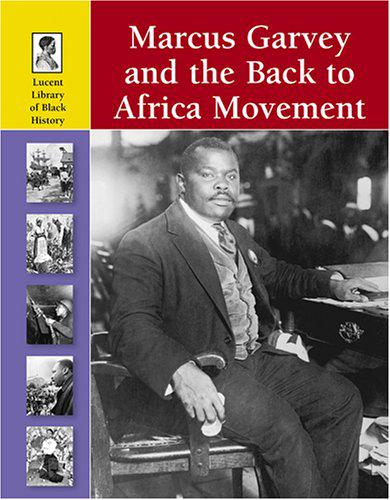 Lucent
Library
of Black
History
Marcus Garvey
and the Back to
Africa Movement